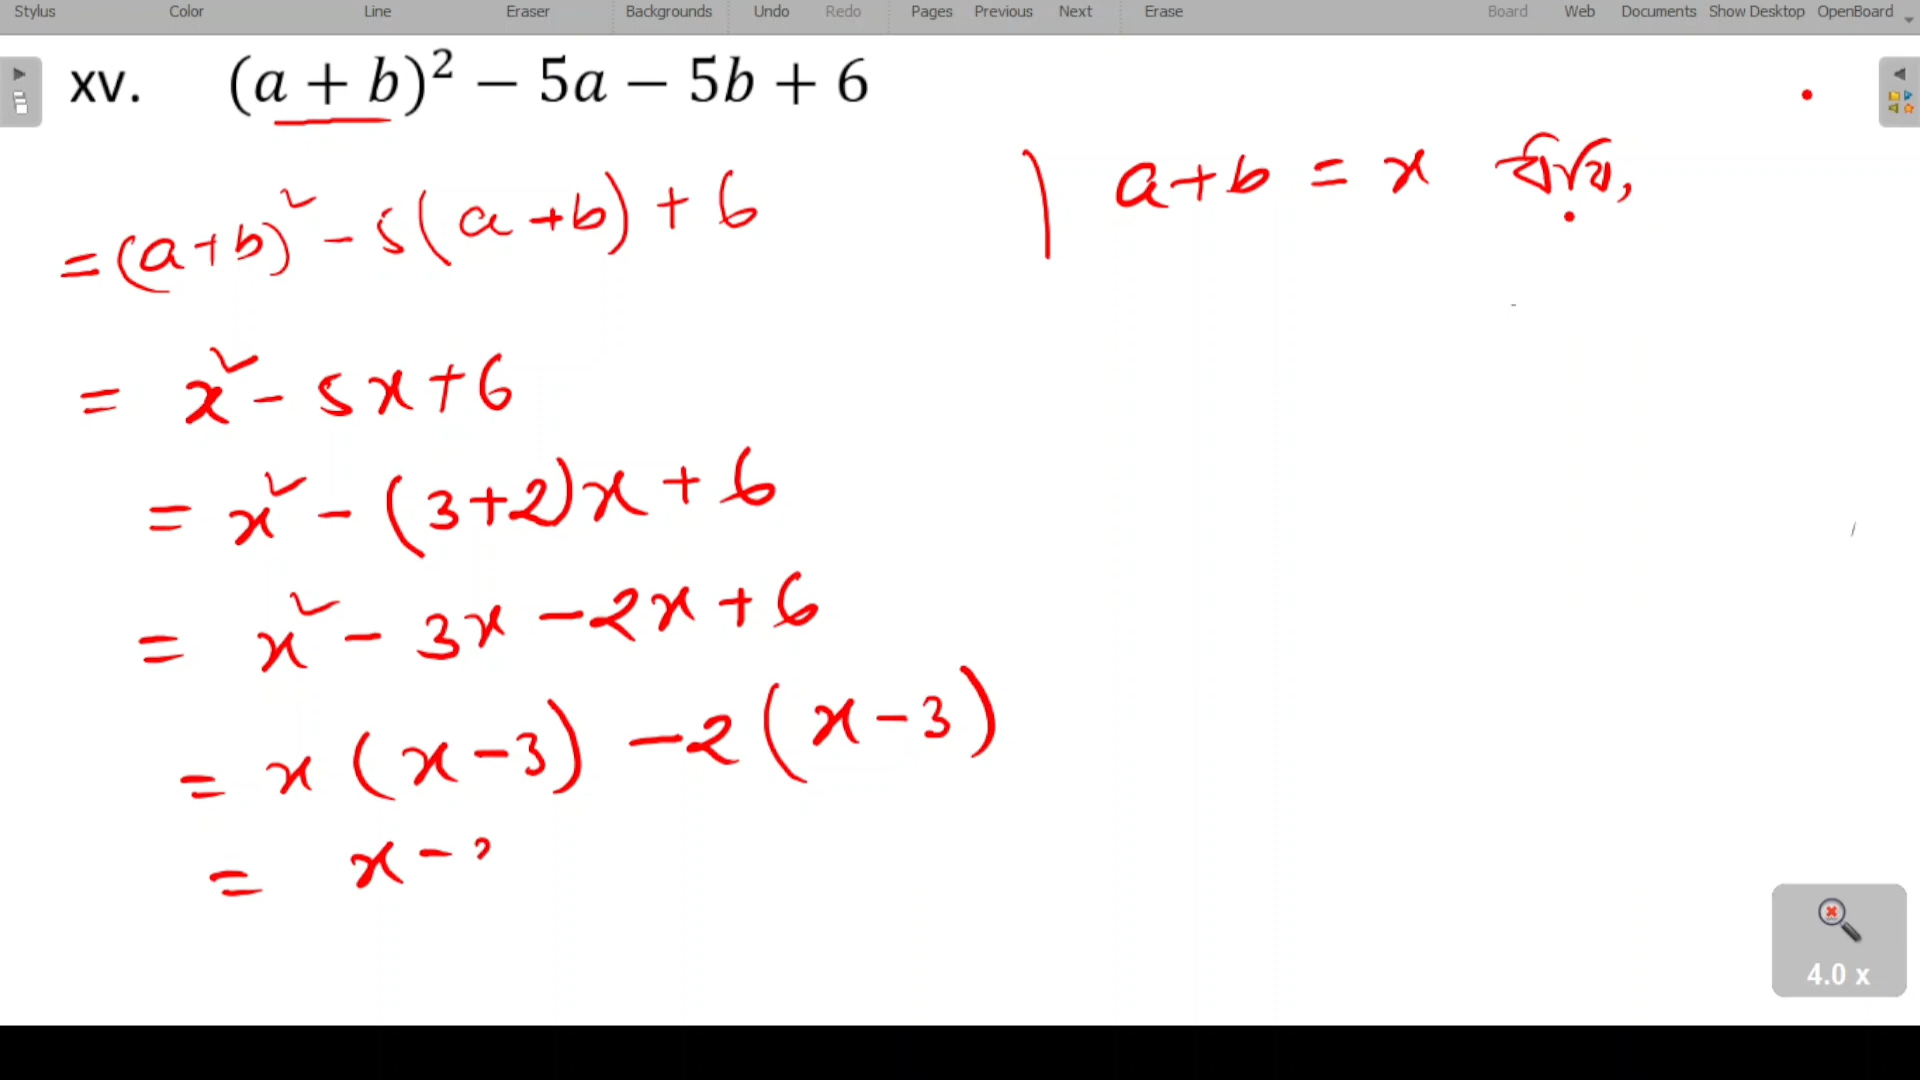 Stylus Color Line Eraser Backgrounds Undo Redo Pages Previous Next Erase Board Web Documents Show Desktop OpenBoard
xv. (a + b)² − 5a − 5b + 6
= (a+b)² - 5(a+b) + 6
a+b = x ধরি,
= x² - 5x + 6
= x² - (3+2)x + 6
= x² - 3x - 2x + 6
= x(x-3) - 2(x-3)
= x -
4.0 x